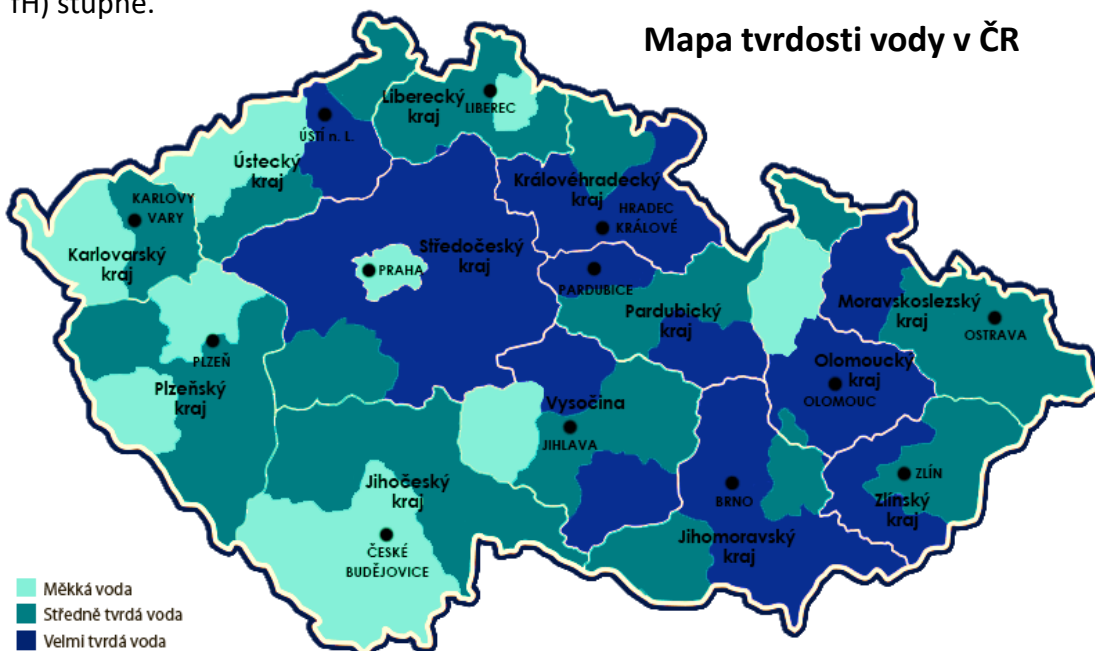 fH) stupně.
Mapa tvrdosti vody v ČR
Liberecký
kraj
LIBEREC
ÚSTÍ n. L.
Ústecký
kraj
KARLOVY
VARY
Karlovarský
kraj
Královéhradecký
kraj
HRADEC
KRÁLOVÉ
Středočeský
kraj
PRAHA
PARDUBICE
Pardubický
kraj
Moravskoslezský
kraj
OSTRAVA
PLZEŇ
Plzeňský
kraj
Olomoucký
kraj
OLOMOUC
Vysočina
JIHLAVA
Jihočeský
kraj
ČESKÉ
BUDĚJOVICE
BRNO
Jihomoravský
kraj
ZLÍN
Zlínský
kraj
Měkká voda
Středně tvrdá voda
Velmi tvrdá voda